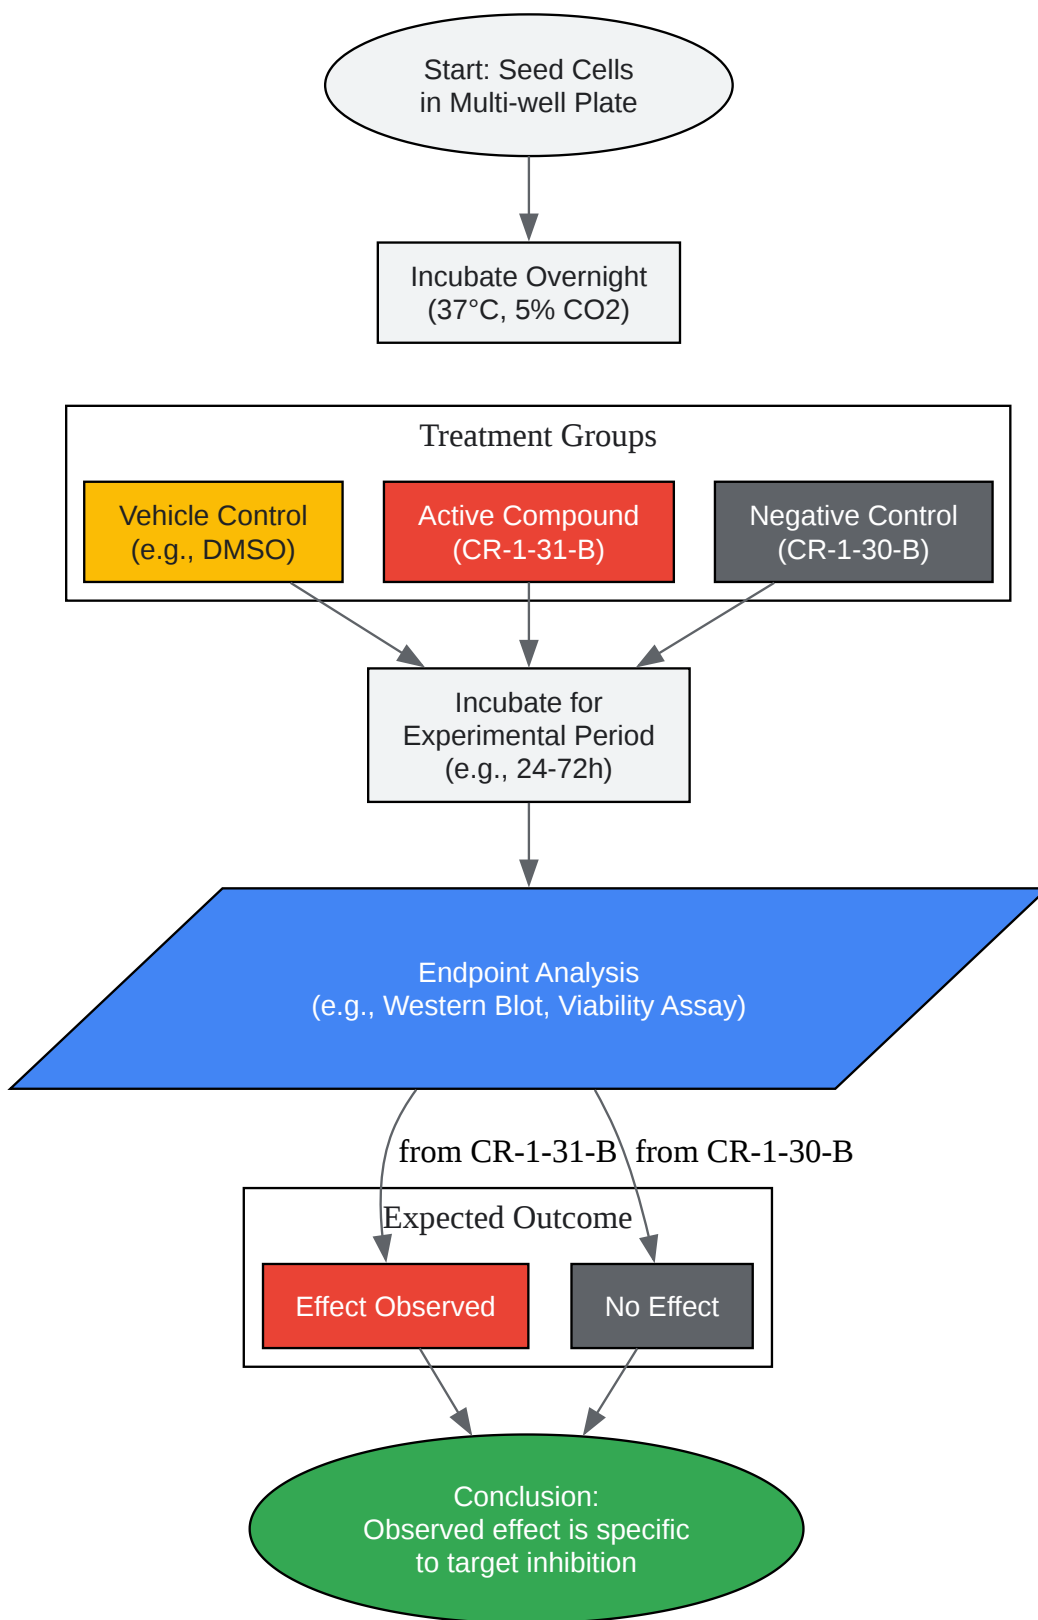 Start: Seed Cells
in Multi-well Plate
Incubate Overnight
(37°C, 5% CO2)
Treatment Groups
Vehicle Control
(e.g., DMSO)
Active Compound
(CR-1-31-B)
Negative Control
(CR-1-30-B)
Incubate for
Experimental Period
(e.g., 24-72h)
Endpoint Analysis
(e.g., Western Blot, Viability Assay)
from CR-1-31-B
from CR-1-30-B
Expected Outcome
Effect Observed
No Effect
Conclusion:
Observed effect is specific
to target inhibition